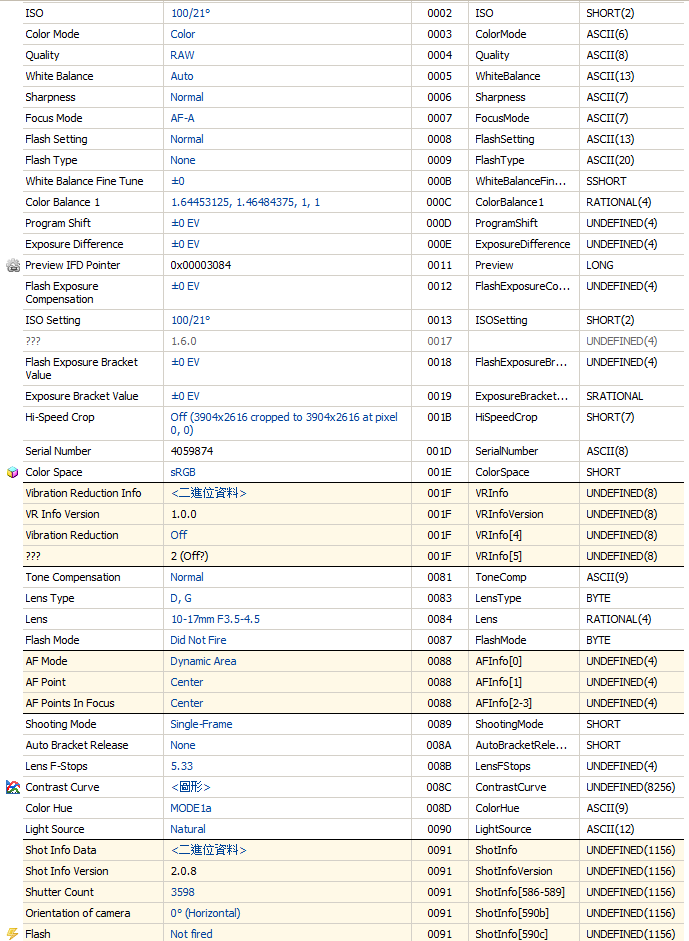 ISO 100/21° 0002 ISO SHORT(2)
Color Mode Color 0003 ColorMode ASCII(6)
Quality RAW 0004 Quality ASCII(8)
White Balance Auto 0005 WhiteBalance ASCII(13)
Sharpness Normal 0006 Sharpness ASCII(7)
Focus Mode AF-A 0007 FocusMode ASCII(7)
Flash Setting Normal 0008 FlashSetting ASCII(13)
Flash Type None 0009 FlashType ASCII(20)
White Balance Fine Tune ±0 000B WhiteBalanceFin... SSHORT
Color Balance 1 1.64453125, 1.46484375, 1, 1 000C ColorBalance1 RATIONAL(4)
Program Shift ±0 EV 000D ProgramShift UNDEFINED(4)
Exposure Difference ±0 EV 000E ExposureDifference UNDEFINED(4)
Preview IFD Pointer 0x00003084 0011 Preview LONG
Flash Exposure ±0 EV 0012 FlashExposureCo... UNDEFINED(4)
Compensation
ISO Setting 100/21° 0013 ISOSetting SHORT(2)
??? 1.6.0 0017 UNDEFINED(4)
Flash Exposure Bracket ±0 EV 0018 FlashExposureBr... UNDEFINED(4)
Value
Exposure Bracket Value ±0 EV 0019 ExposureBracket... SRATIONAL
Hi-Speed Crop Off (3904x2616 cropped to 3904x2616 at pixel 001B HiSpeedCrop SHORT(7)
0, 0)
Serial Number 4059874 001D SerialNumber ASCII(8)
Color Space sRGB 001E ColorSpace SHORT
Vibration Reduction Info <二進位資料> 001F VRInfo UNDEFINED(8)
VR Info Version 1.0.0 001F VRInfoVersion UNDEFINED(8)
Vibration Reduction Off 001F VRInfo[4] UNDEFINED(8)
??? 2 (Off?) 001F VRInfo[5] UNDEFINED(8)
Tone Compensation Normal 0081 ToneComp ASCII(9)
Lens Type D, G 0083 LensType BYTE
Lens 10-17mm F3.5-4.5 0084 Lens RATIONAL(4)
Flash Mode Did Not Fire 0087 FlashMode BYTE
AF Mode Dynamic Area 0088 AFInfo[0] UNDEFINED(4)
AF Point Center 0088 AFInfo[1] UNDEFINED(4)
AF Points In Focus Center 0088 AFInfo[2-3] UNDEFINED(4)
Shooting Mode Single-Frame 0089 ShootingMode SHORT
Auto Bracket Release None 008A AutoBracketRele... SHORT
Lens F-Stops 5.33 008B LensFStops UNDEFINED(4)
Contrast Curve <圖形> 008C ContrastCurve UNDEFINED(8256)
Color Hue MODE1a 008D ColorHue ASCII(9)
Light Source Natural 0090 LightSource ASCII(12)
Shot Info Data <二進位資料> 0091 ShotInfo UNDEFINED(1156)
Shot Info Version 2.0.8 0091 ShotInfoVersion UNDEFINED(1156)
Shutter Count 3598 0091 ShotInfo[586-589] UNDEFINED(1156)
Orientation of camera 0° (Horizontal) 0091 ShotInfo[590b] UNDEFINED(1156)
Flash Not fired 0091 ShotInfo[590c] UNDEFINED(1156)